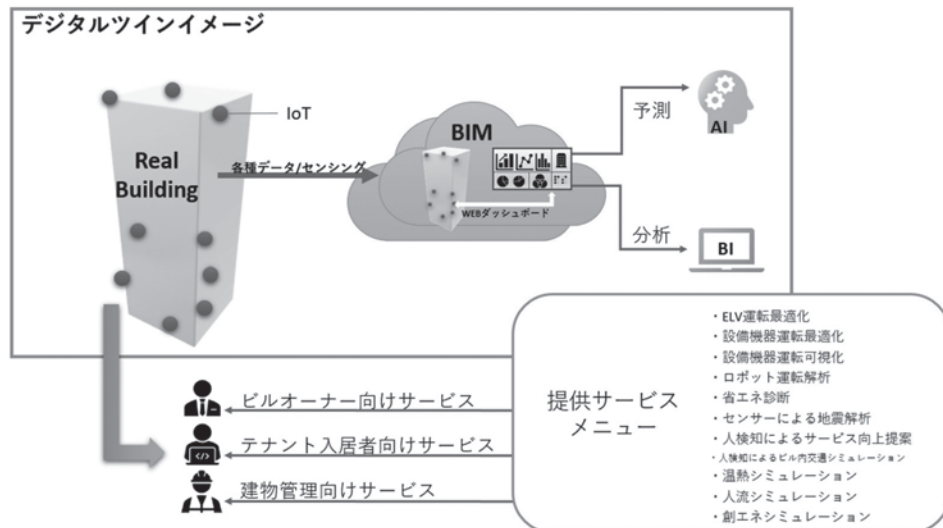 デジタルツインイメージ
IoT
Real
Building
各種データ/センシング
BIM
WEBダッシュボード
予測
AI
分析
BI
提供サービス
メニュー
・ELV運転最適化
・設備機器運転最適化
・設備機器運転可視化
・ロボット運転解析
・省エネ診断
・センサーによる地震解析
・人検知によるサービス向上提案
・人検知によるビル内交通シミュレーション
・温熱シミュレーション
・人流シミュレーション
・創エネシミュレーション
ビルオーナー向けサービス
テナント入居者向けサービス
建物管理向けサービス